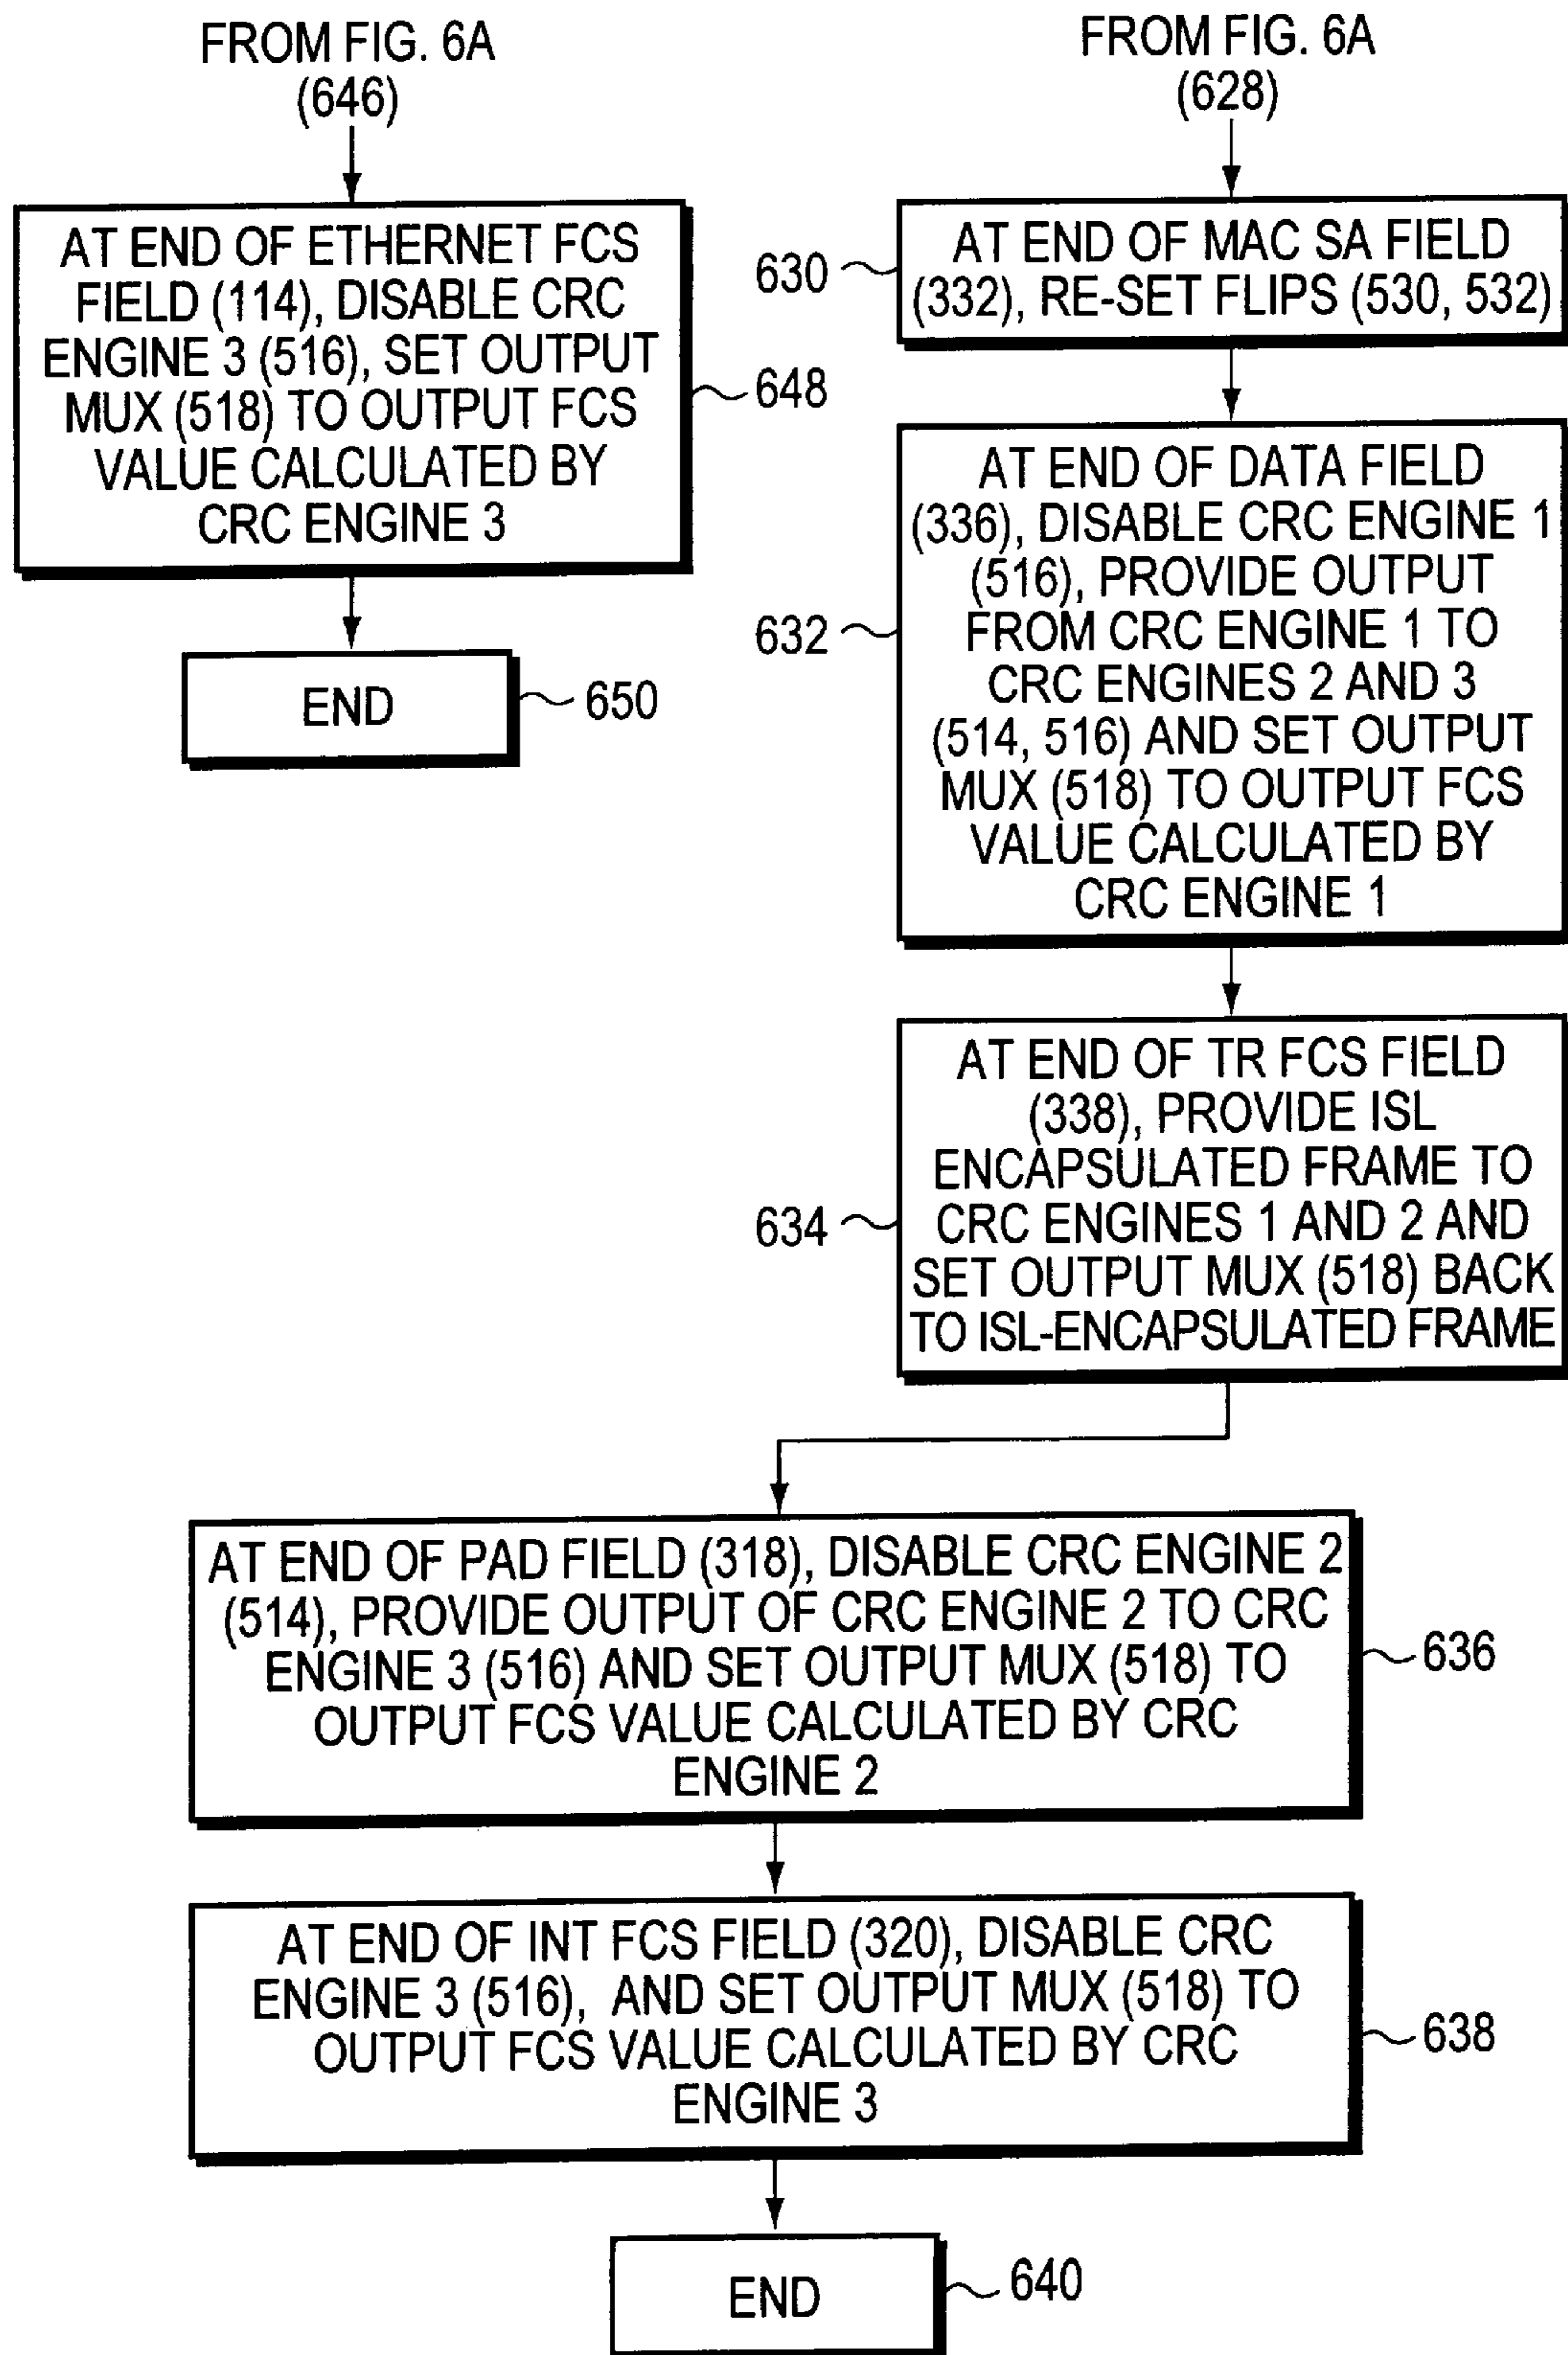 FROM FIG. 6A
(646)
AT END OF ETHERNET FCS
FIELD (114), DISABLE CRC
ENGINE 3 (516), SET OUTPUT
MUX (518) TO OUTPUT FCS
VALUE CALCULATED BY
CRC ENGINE 3
648
END
650
FROM FIG. 6A
(628)
AT END OF MAC SA FIELD
(332), RE-SET FLIPS (530, 532)
630
AT END OF DATA FIELD
(336), DISABLE CRC ENGINE 1
(516), PROVIDE OUTPUT
FROM CRC ENGINE 1 TO
CRC ENGINES 2 AND 3
(514, 516) AND SET OUTPUT
MUX (518) TO OUTPUT FCS
VALUE CALCULATED BY
CRC ENGINE 1
632
AT END OF TR FCS FIELD
(338), PROVIDE ISL
ENCAPSULATED FRAME TO
CRC ENGINES 1 AND 2 AND
SET OUTPUT MUX (518) BACK
TO ISL-ENCAPSULATED FRAME
634
AT END OF PAD FIELD (318), DISABLE CRC ENGINE 2
(514), PROVIDE OUTPUT OF CRC ENGINE 2 TO CRC
ENGINE 3 (516) AND SET OUTPUT MUX (518) TO
OUTPUT FCS VALUE CALCULATED BY CRC
ENGINE 2
636
AT END OF INT FCS FIELD (320), DISABLE CRC
ENGINE 3 (516), AND SET OUTPUT MUX (518) TO
OUTPUT FCS VALUE CALCULATED BY CRC
ENGINE 3
638
END
640